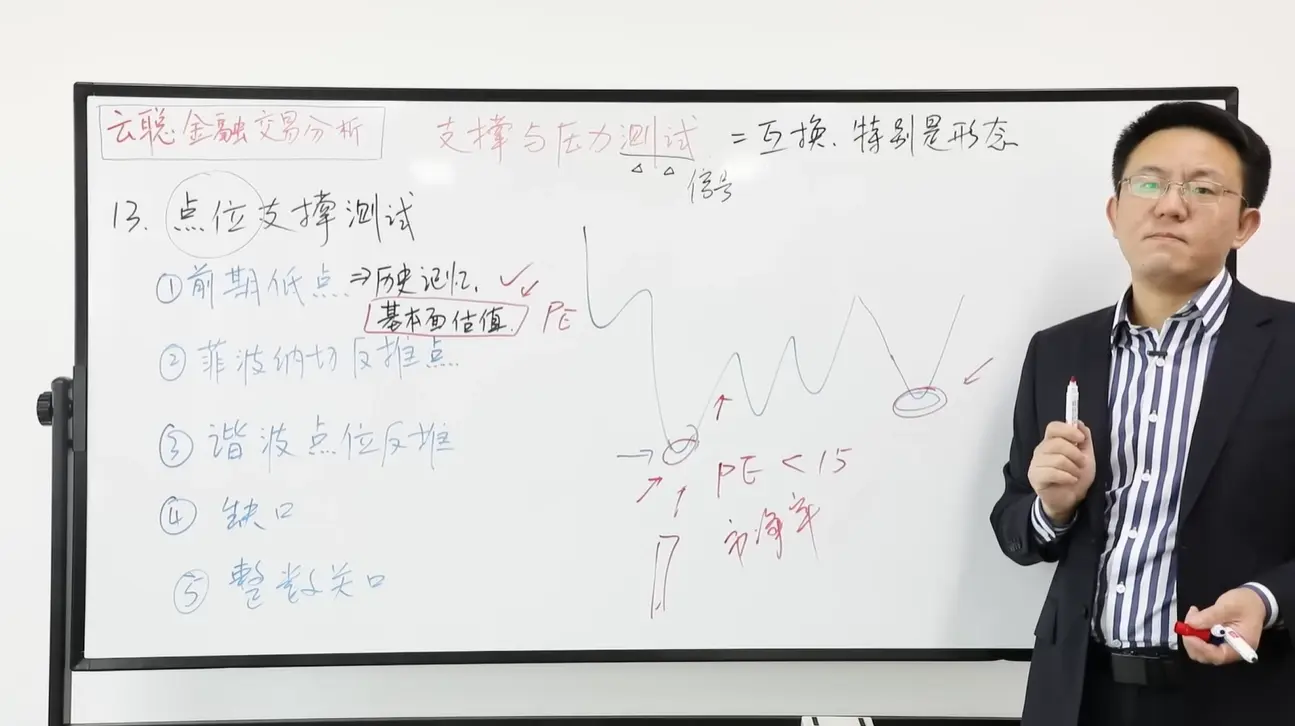 云聪金融交易分析
支撑与压力测试 = 互换、特别是形态
信号
13. 点位支撑测试
①前期低点 ⇒ 历史记忆、
基本面估值. PE
②菲波纳切反推点
③谐波点位反推
④缺口
⑤整数关口
PE < 15
市净率